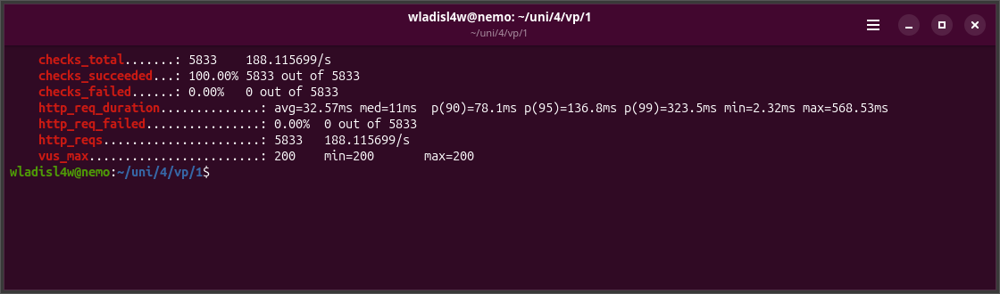 wladisl4w@nemo: ~/uni/4/vp/1
~/uni/4/vp/1
checks_total.......: 5833    188.115699/s
checks_succeeded...: 100.00% 5833 out of 5833
checks_failed......: 0.00%   0 out of 5833
http_req_duration..............: avg=32.57ms med=11ms  p(90)=78.1ms p(95)=136.8ms p(99)=323.5ms min=2.32ms max=568.53ms
http_req_failed................: 0.00%  0 out of 5833
http_reqs......................: 5833   188.115699/s
vus_max........................: 200    min=200       max=200
wladisl4w@nemo:~/uni/4/vp/1$